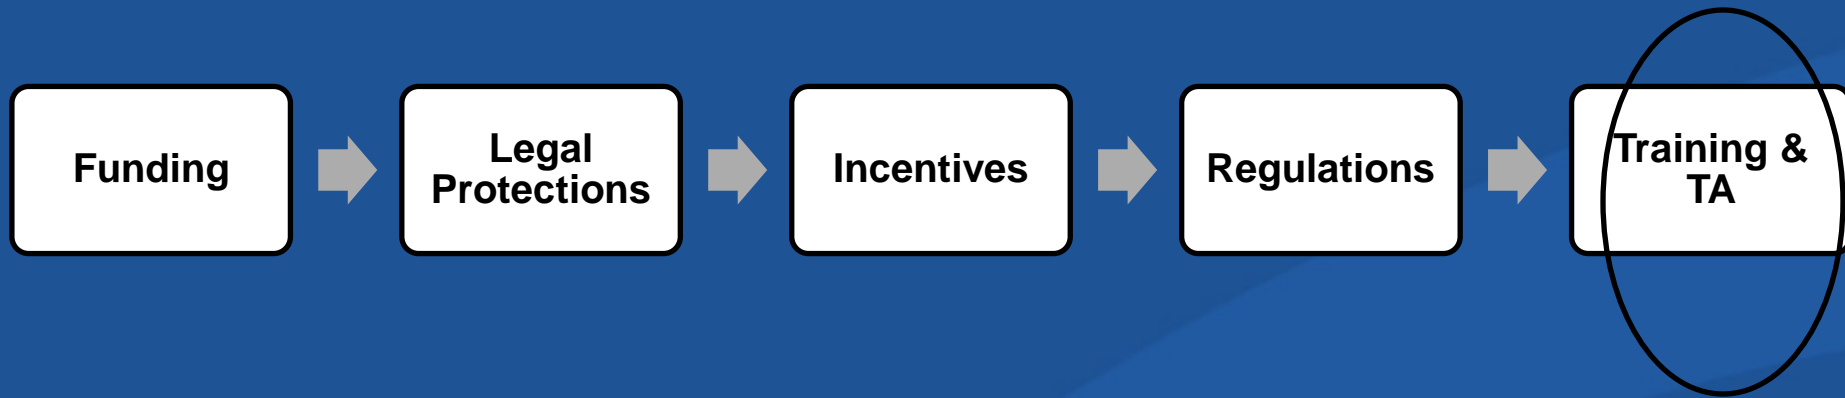 Funding
Legal
Protections
Incentives
Regulations
Training &
TA